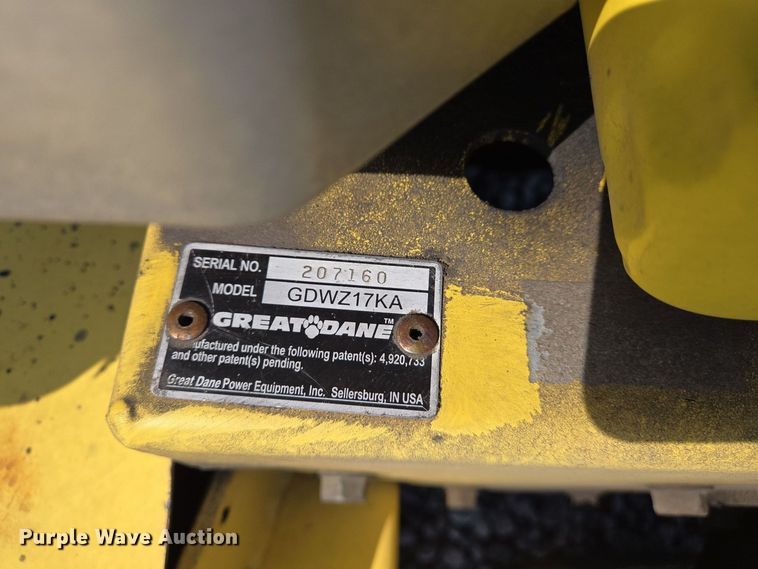 SERIAL NO. 207160
MODEL GDWZ17KA
GREAT DANE™
under the following patent(s): 4,920,733
and other patent(s) pending.
Great Dane Power Equipment, Inc. Sellersburg, IN USA
Purple Wave Auction